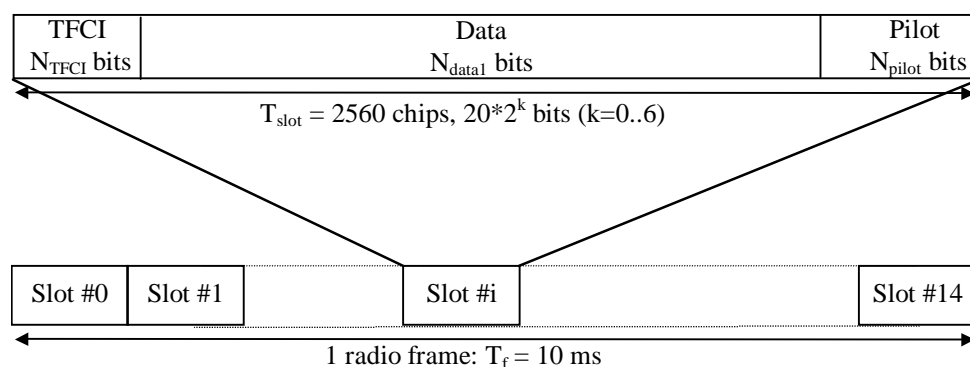 TFCI Data Pilot
N_TFCI bits N_data1 bits N_pilot bits
T_slot = 2560 chips, 20*2^k bits (k=0..6)
Slot #0 Slot #1 Slot #i Slot #14
1 radio frame: T_f = 10 ms